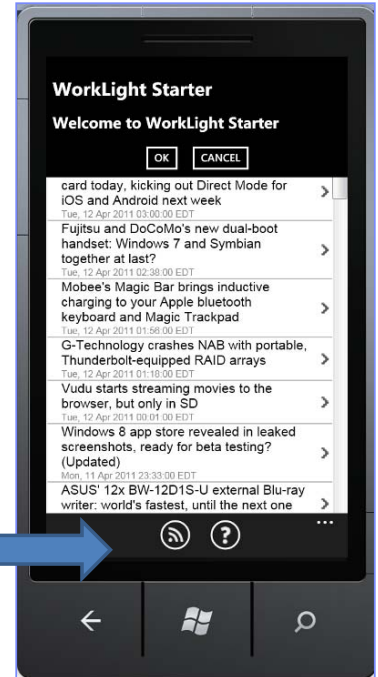 WorkLight Starter
Welcome to WorkLight Starter
OK CANCEL
card today, kicking out Direct Mode for
iOS and Android next week
Tue, 12 Apr 2011 03:00:00 EDT
Fujitsu and DoCoMo's new dual-boot
handset: Windows 7 and Symbian
together at last?
Tue, 12 Apr 2011 02:38:00 EDT
Mobee's Magic Bar brings inductive
charging to your Apple bluetooth
keyboard and Magic Trackpad
Tue, 12 Apr 2011 01:56:00 EDT
G-Technology crashes NAB with portable,
Thunderbolt-equipped RAID arrays
Tue, 12 Apr 2011 01:18:00 EDT
Vudu starts streaming movies to the
browser, but only in SD
Tue, 12 Apr 2011 00:01:00 EDT
Windows 8 app store revealed in leaked
screenshots, ready for beta testing?
(Updated)
Mon, 11 Apr 2011 23:33:00 EDT
ASUS' 12x BW-12D1S-U external Blu-ray
writer: world's fastest, until the next one
...
?